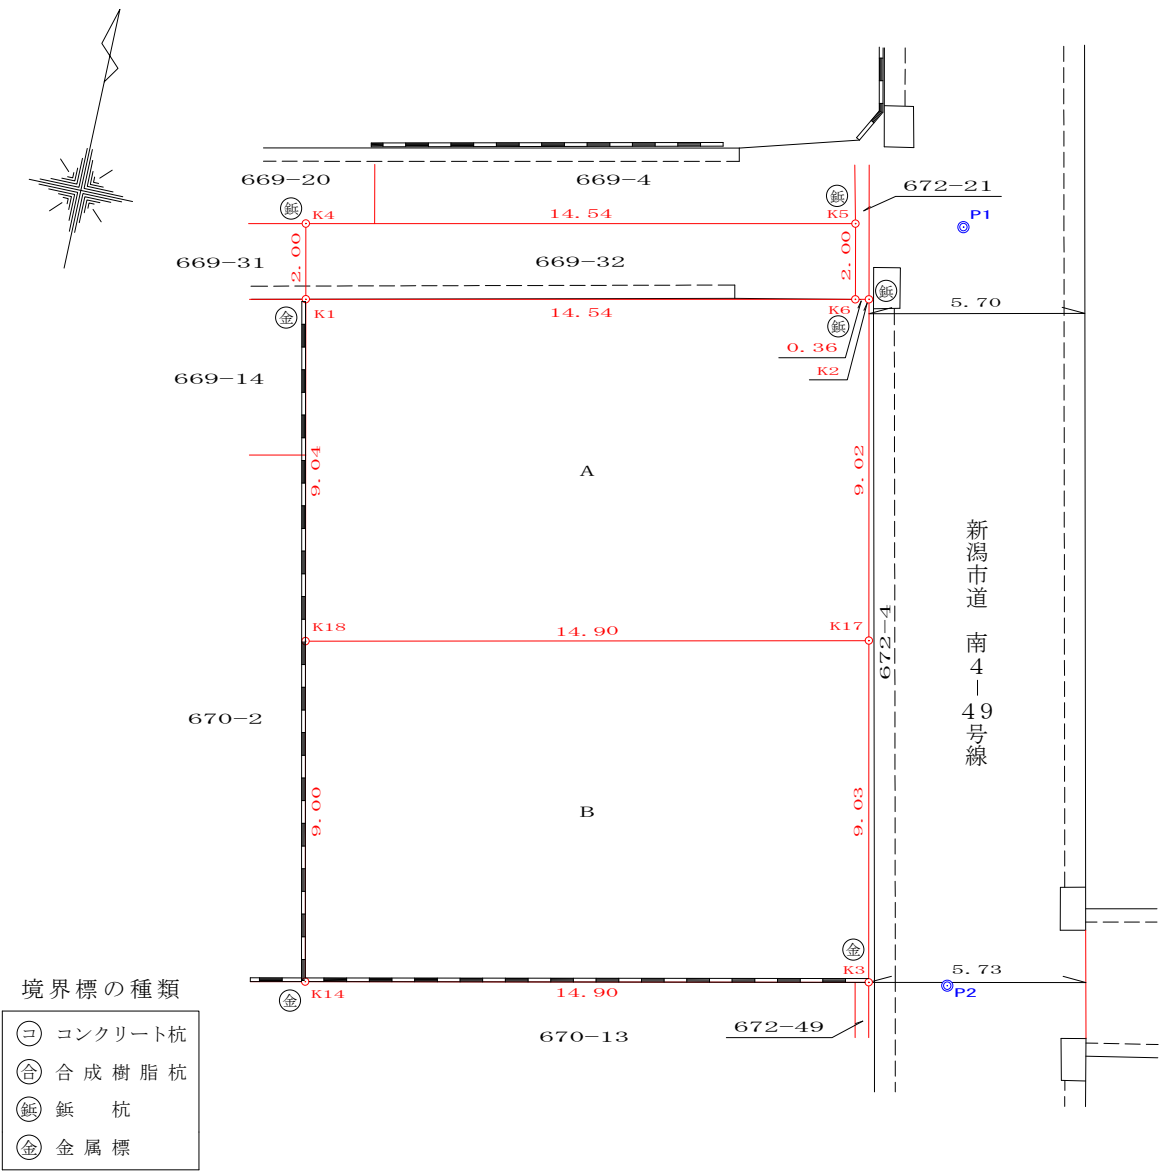 669-20
669-4
672-21
鋲
K4
14.54
鋲
K5
P1
669-31
2.00
669-32
2.00
鋲
金
K1
14.54
K6
鋲
5.70
0.36
K2
669-14
9.04
A
9.02
新潟市道 南4-49号線
K18
14.90
K17
672-4
670-2
9.00
B
9.03
金
K3
5.73
K14
金
14.90
P2
670-13
672-49
境界標の種類
コ コンクリート杭
合 合成樹脂杭
鋲 鋲 杭
金 金属標